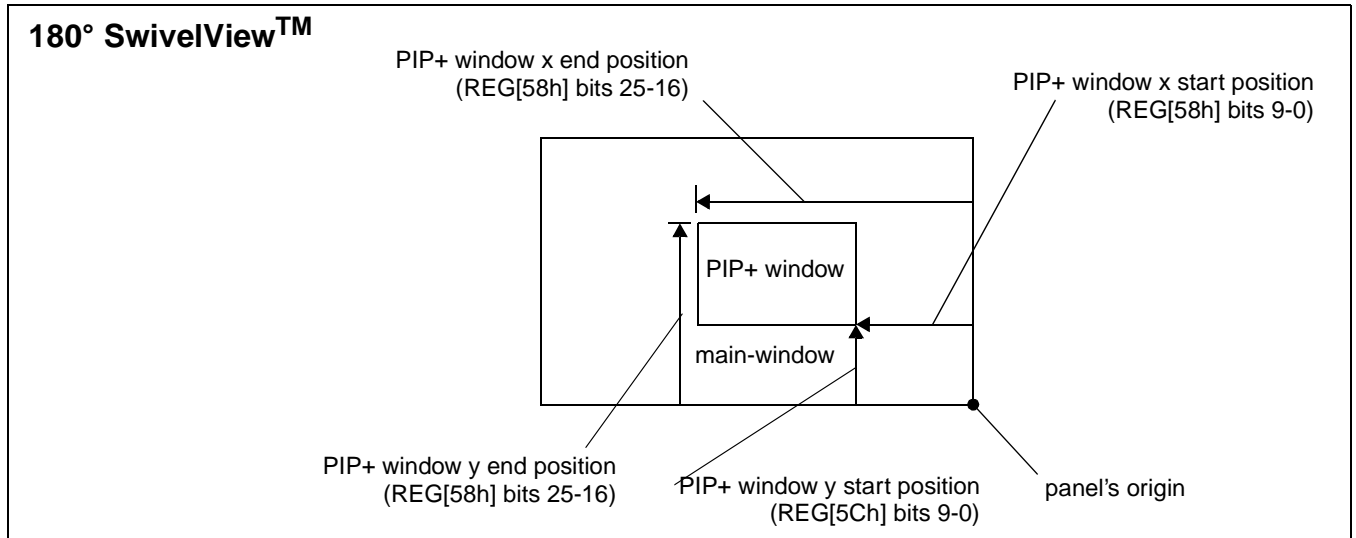 180° SwivelView™
PIP+ window x end position
(REG[58h] bits 25-16)
PIP+ window x start position
(REG[58h] bits 9-0)
PIP+ window
main-window
PIP+ window y end position
(REG[58h] bits 25-16)
PIP+ window y start position
(REG[5Ch] bits 9-0)
panel's origin